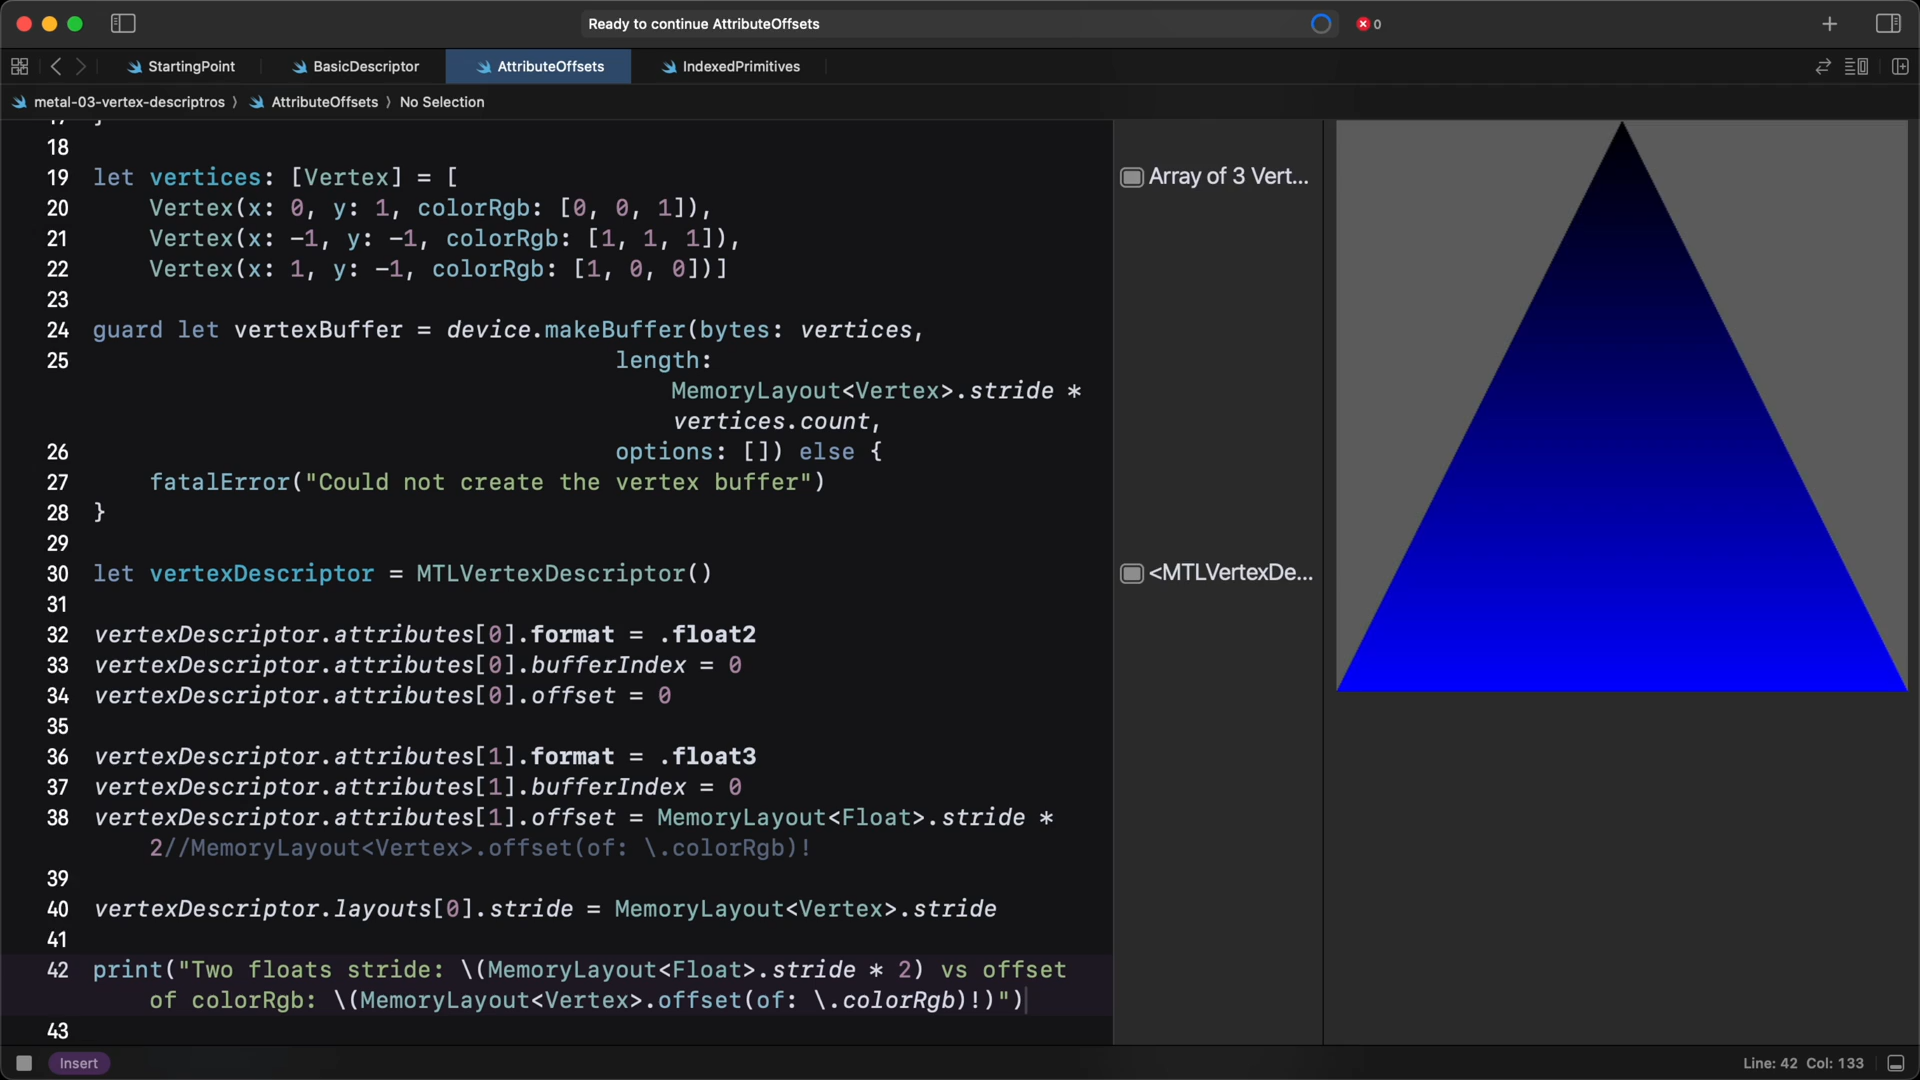 Ready to continue AttributeOffsets
0
StartingPoint
BasicDescriptor
AttributeOffsets
IndexedPrimitives
metal-03-vertex-descriptros ⟩ AttributeOffsets ⟩ No Selection
18
19 let vertices: [Vertex] = [
Array of 3 Vert...
20 Vertex(x: 0, y: 1, colorRgb: [0, 0, 1]),
21 Vertex(x: −1, y: −1, colorRgb: [1, 1, 1]),
22 Vertex(x: 1, y: −1, colorRgb: [1, 0, 0])]
23
24 guard let vertexBuffer = device.makeBuffer(bytes: vertices,
25 length:
MemoryLayout<Vertex>.stride *
vertices.count,
26 options: []) else {
27 fatalError("Could not create the vertex buffer")
28 }
29
30 let vertexDescriptor = MTLVertexDescriptor()
<MTLVertexDe...
31
32 vertexDescriptor.attributes[0].format = .float2
33 vertexDescriptor.attributes[0].bufferIndex = 0
34 vertexDescriptor.attributes[0].offset = 0
35
36 vertexDescriptor.attributes[1].format = .float3
37 vertexDescriptor.attributes[1].bufferIndex = 0
38 vertexDescriptor.attributes[1].offset = MemoryLayout<Float>.stride *
2//MemoryLayout<Vertex>.offset(of: \.colorRgb)!
39
40 vertexDescriptor.layouts[0].stride = MemoryLayout<Vertex>.stride
41
42 print("Two floats stride: \(MemoryLayout<Float>.stride * 2) vs offset
of colorRgb: \(MemoryLayout<Vertex>.offset(of: \.colorRgb)!)")
43
Insert
Line: 42 Col: 133